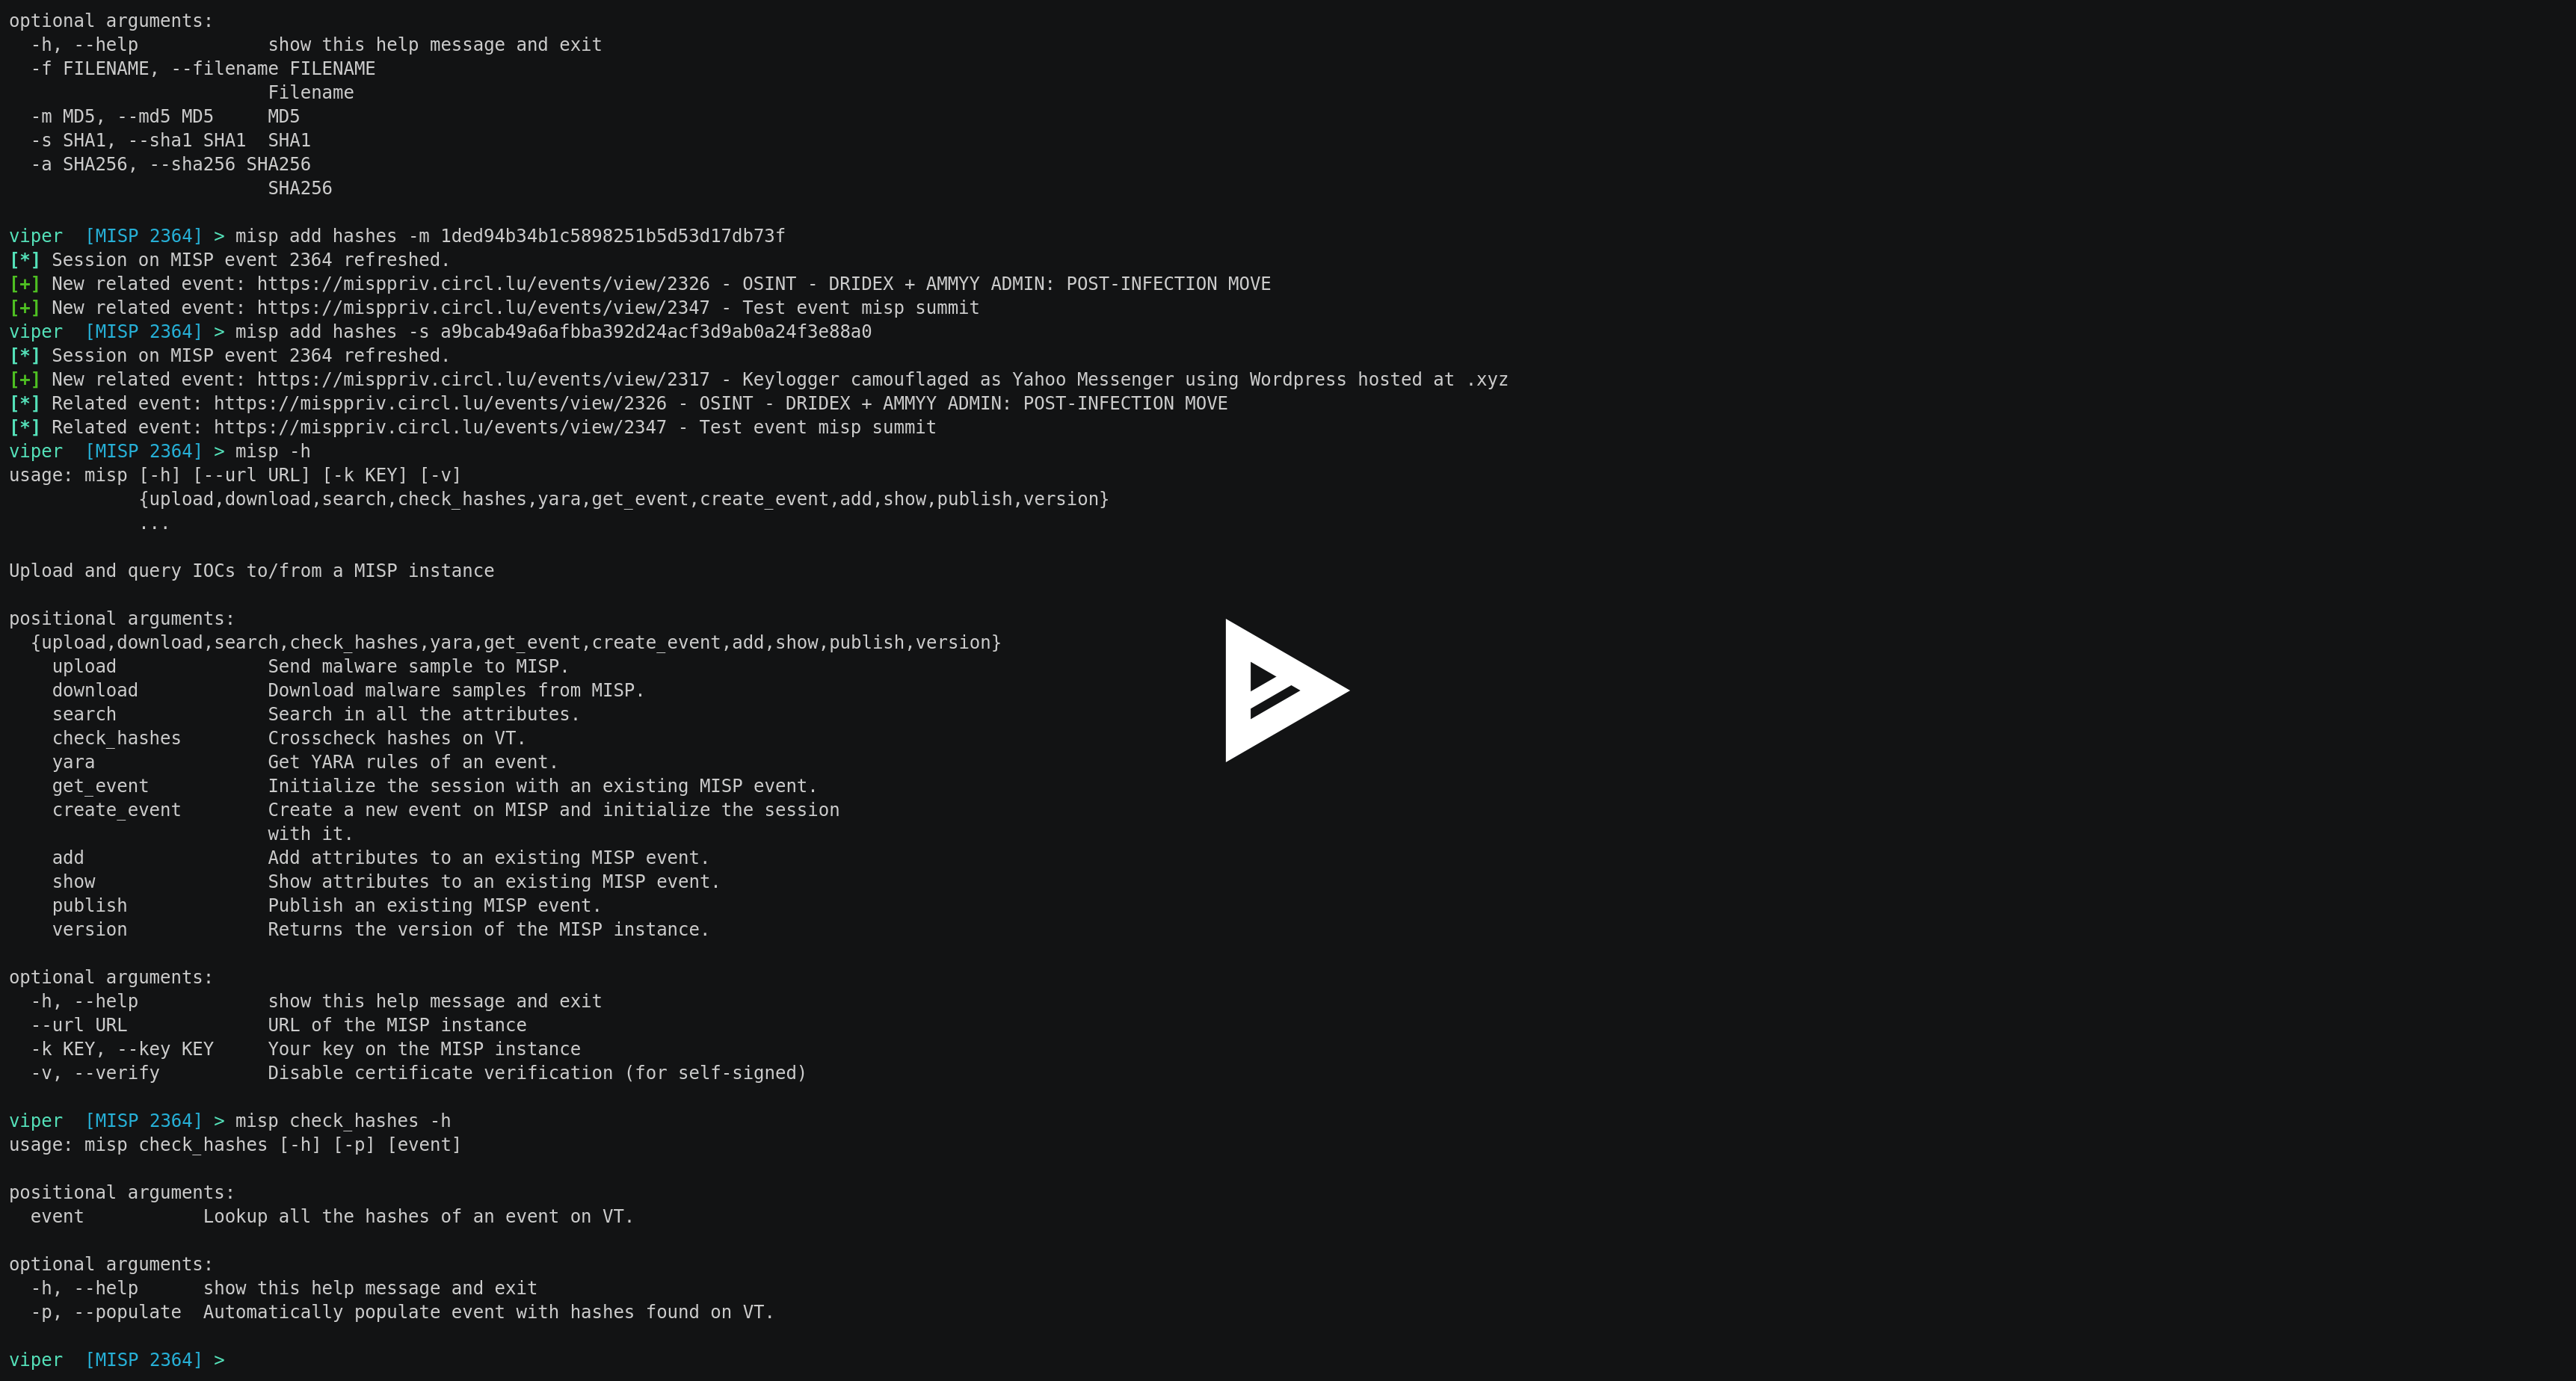 optional arguments:
  -h, --help            show this help message and exit
  -f FILENAME, --filename FILENAME
                        Filename
  -m MD5, --md5 MD5     MD5
  -s SHA1, --sha1 SHA1  SHA1
  -a SHA256, --sha256 SHA256
                        SHA256

viper  [MISP 2364] > misp add hashes -m 1ded94b34b1c5898251b5d53d17db73f
[*] Session on MISP event 2364 refreshed.
[+] New related event: https://misppriv.circl.lu/events/view/2326 - OSINT - DRIDEX + AMMYY ADMIN: POST-INFECTION MOVE
[+] New related event: https://misppriv.circl.lu/events/view/2347 - Test event misp summit
viper  [MISP 2364] > misp add hashes -s a9bcab49a6afbba392d24acf3d9ab0a24f3e88a0
[*] Session on MISP event 2364 refreshed.
[+] New related event: https://misppriv.circl.lu/events/view/2317 - Keylogger camouflaged as Yahoo Messenger using Wordpress hosted at .xyz
[*] Related event: https://misppriv.circl.lu/events/view/2326 - OSINT - DRIDEX + AMMYY ADMIN: POST-INFECTION MOVE
[*] Related event: https://misppriv.circl.lu/events/view/2347 - Test event misp summit
viper  [MISP 2364] > misp -h
usage: misp [-h] [--url URL] [-k KEY] [-v]
            {upload,download,search,check_hashes,yara,get_event,create_event,add,show,publish,version}
            ...

Upload and query IOCs to/from a MISP instance

positional arguments:
  {upload,download,search,check_hashes,yara,get_event,create_event,add,show,publish,version}
    upload              Send malware sample to MISP.
    download            Download malware samples from MISP.
    search              Search in all the attributes.
    check_hashes        Crosscheck hashes on VT.
    yara                Get YARA rules of an event.
    get_event           Initialize the session with an existing MISP event.
    create_event        Create a new event on MISP and initialize the session
                        with it.
    add                 Add attributes to an existing MISP event.
    show                Show attributes to an existing MISP event.
    publish             Publish an existing MISP event.
    version             Returns the version of the MISP instance.

optional arguments:
  -h, --help            show this help message and exit
  --url URL             URL of the MISP instance
  -k KEY, --key KEY     Your key on the MISP instance
  -v, --verify          Disable certificate verification (for self-signed)

viper  [MISP 2364] > misp check_hashes -h
usage: misp check_hashes [-h] [-p] [event]

positional arguments:
  event           Lookup all the hashes of an event on VT.

optional arguments:
  -h, --help      show this help message and exit
  -p, --populate  Automatically populate event with hashes found on VT.

viper  [MISP 2364] >